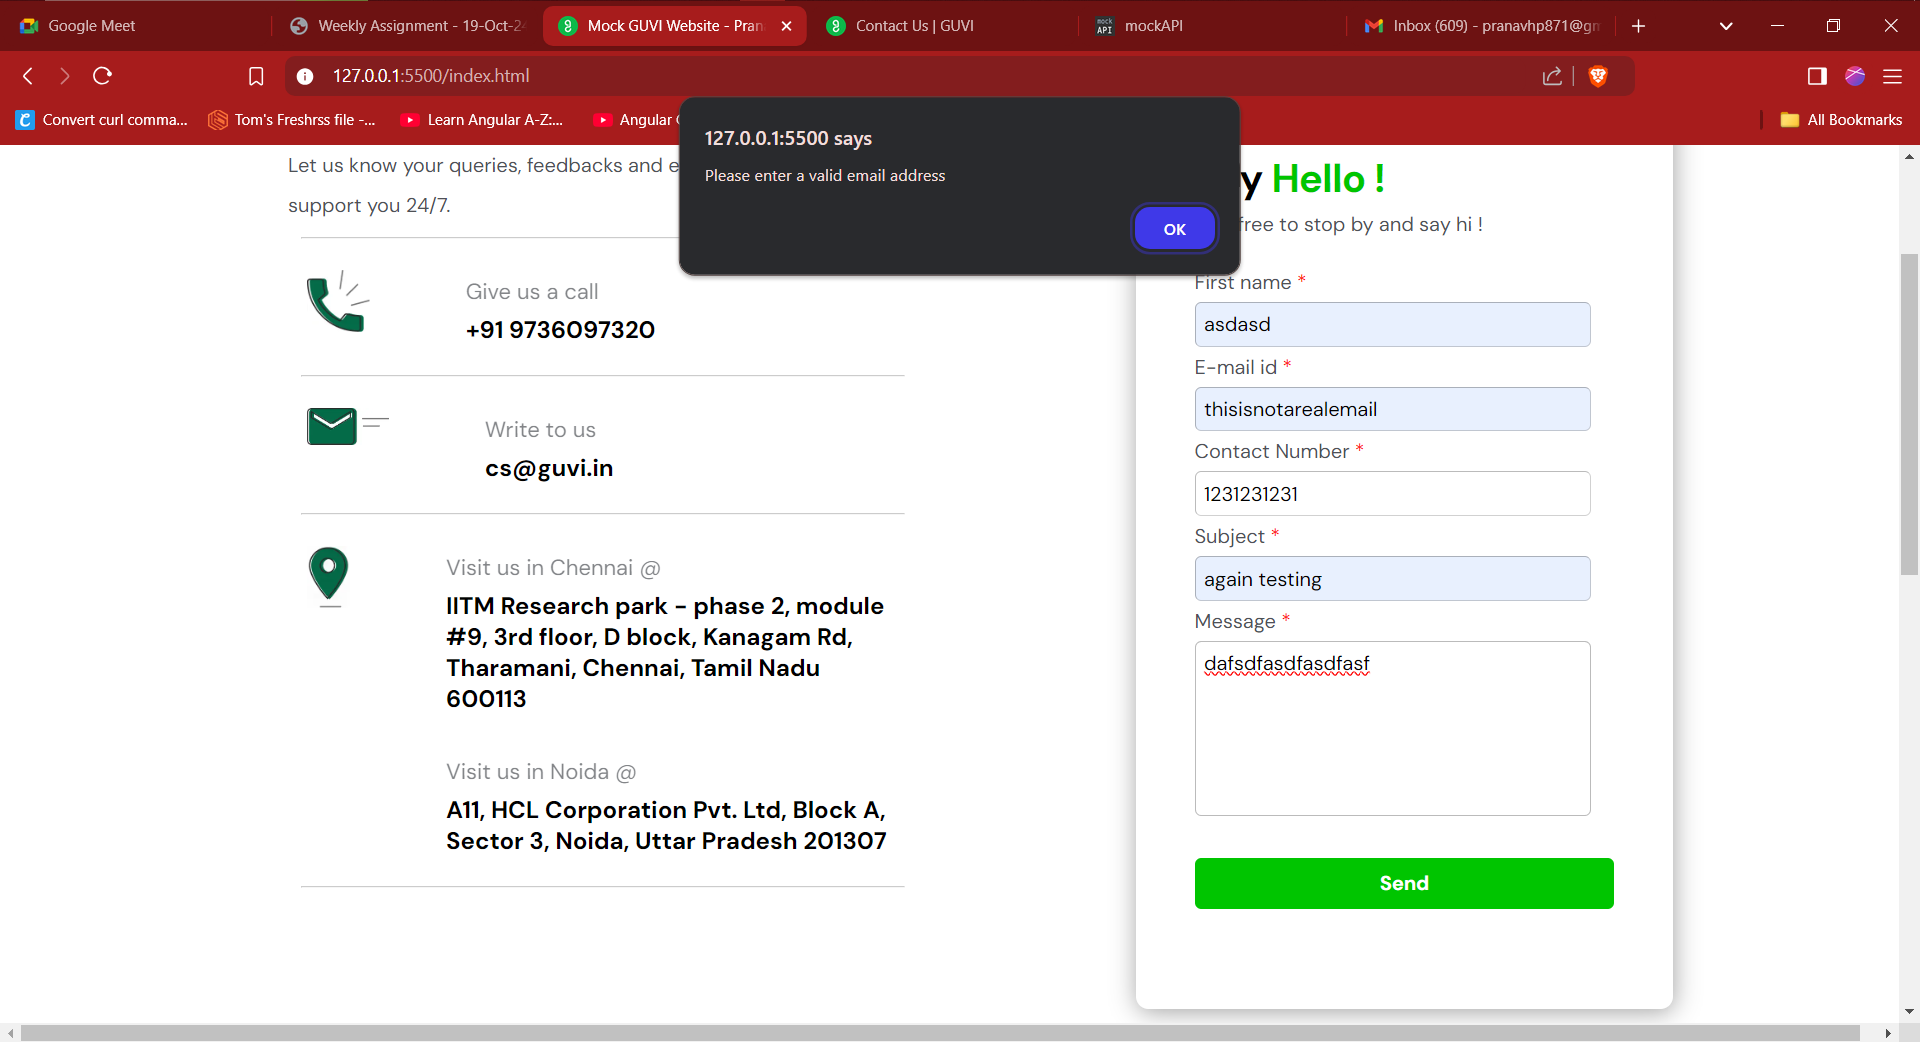 Google Meet
Weekly Assignment - 19-Oct-24
Mock GUVI Website - Pran
Contact Us | GUVI
mock
API
mockAPI
Inbox (609) - pranavhp871@gm
127.0.0.1:5500/index.html
Convert curl comma...
Tom's Freshrss file -...
Learn Angular A-Z:...
Angular
All Bookmarks
127.0.0.1:5500 says
Please enter a valid email address
OK
Let us know your queries, feedbacks and e
support you 24/7.
Give us a call
+91 9736097320
Write to us
cs@guvi.in
Visit us in Chennai @
IITM Research park - phase 2, module
#9, 3rd floor, D block, Kanagam Rd,
Tharamani, Chennai, Tamil Nadu
600113
Visit us in Noida @
A11, HCL Corporation Pvt. Ltd, Block A,
Sector 3, Noida, Uttar Pradesh 201307
y Hello !
free to stop by and say hi !
First name *
asdasd
E-mail id *
thisisnotarealemail
Contact Number *
1231231231
Subject *
again testing
Message *
dafsdfasdfasdfasf
Send